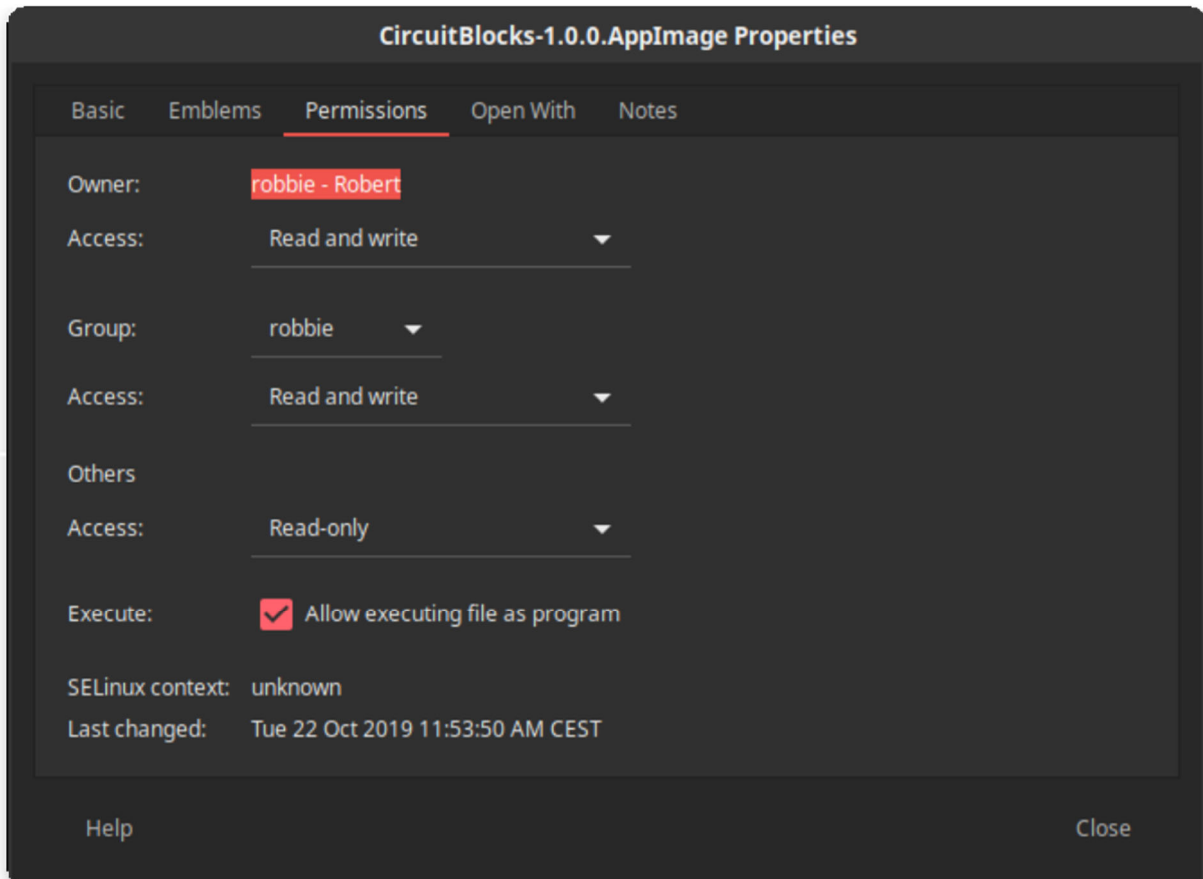 CircuitBlocks-1.0.0.AppImage Properties
Basic Emblems Permissions Open With Notes
Owner: robbie - Robert
Access: Read and write
Group: robbie
Access: Read and write
Others
Access: Read-only
Execute: Allow executing file as program
SELinux context: unknown
Last changed: Tue 22 Oct 2019 11:53:50 AM CEST
Help Close